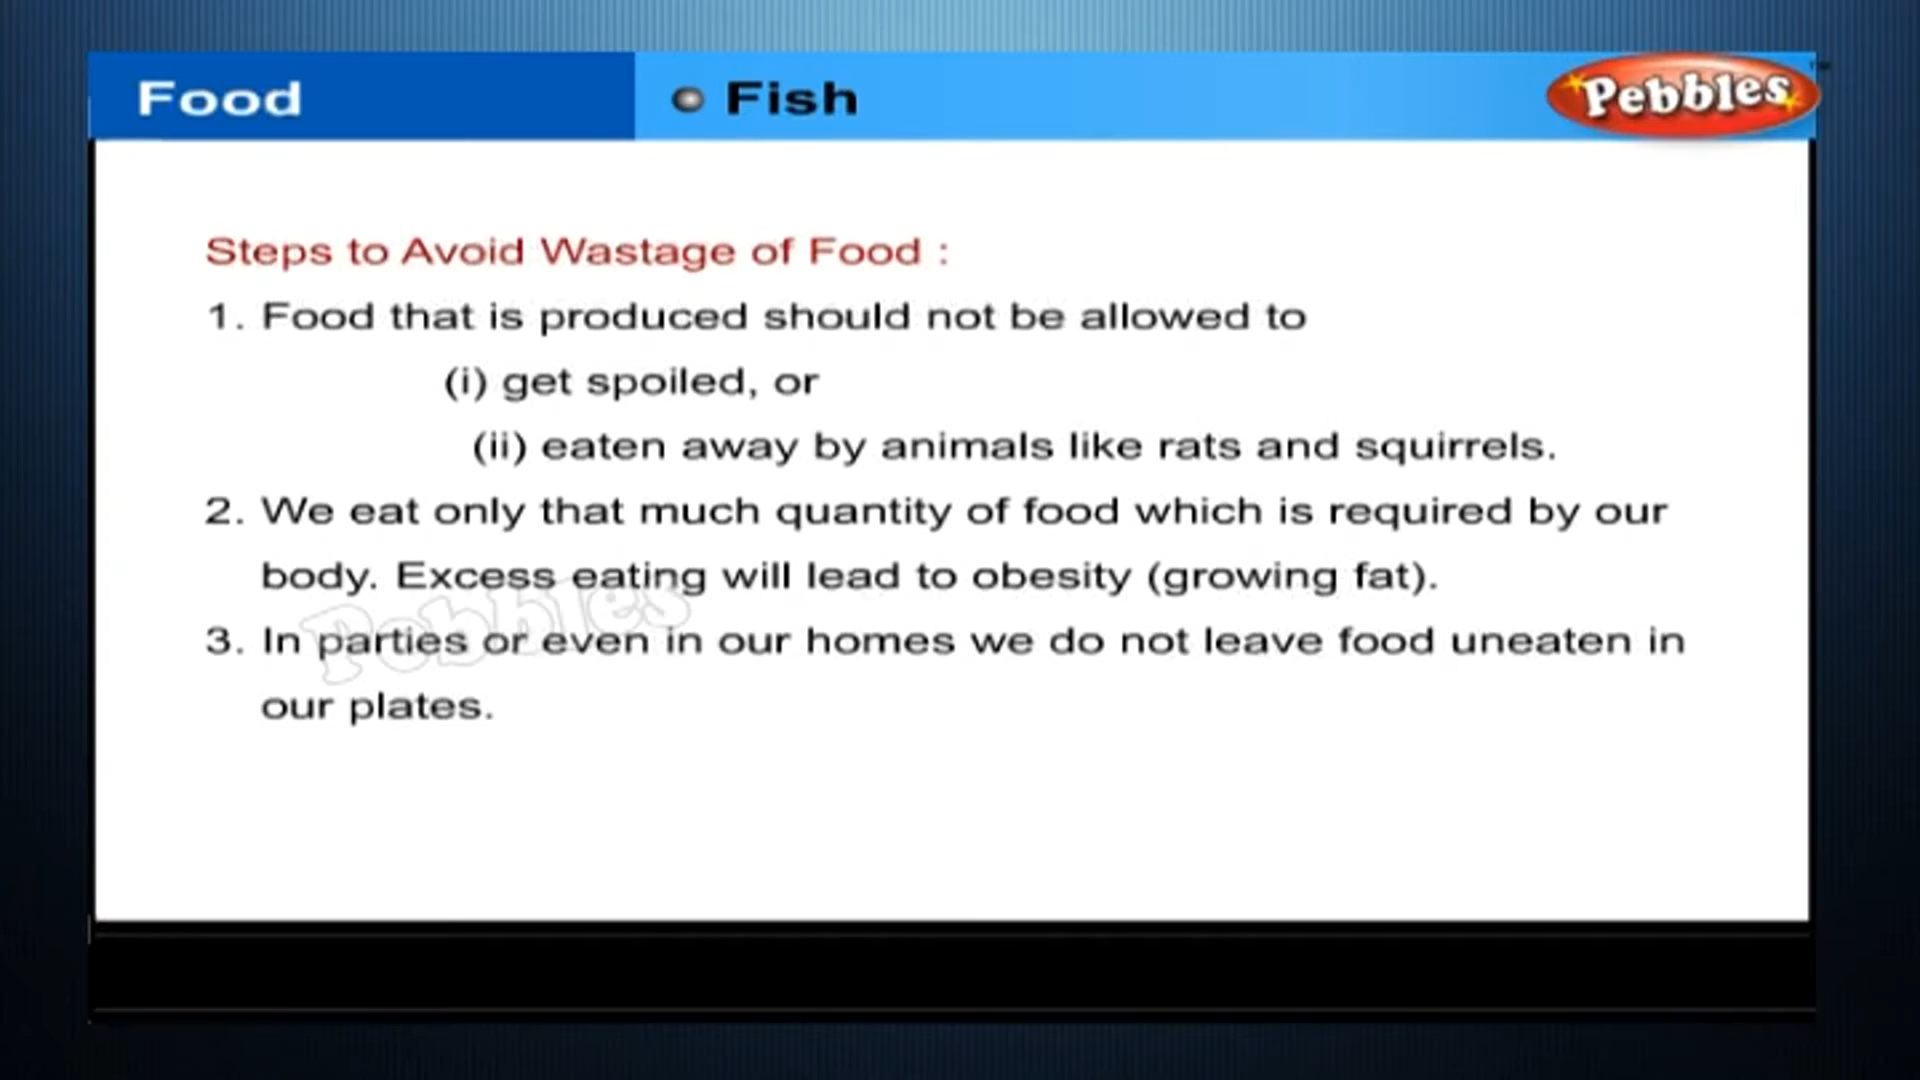 Food
Fish
Pebbles
Steps to Avoid Wastage of Food :
1. Food that is produced should not be allowed to
(i) get spoiled, or
(ii) eaten away by animals like rats and squirrels.
2. We eat only that much quantity of food which is required by our
body. Excess eating will lead to obesity (growing fat).
Pebbles
3. In parties or even in our homes we do not leave food uneaten in
our plates.